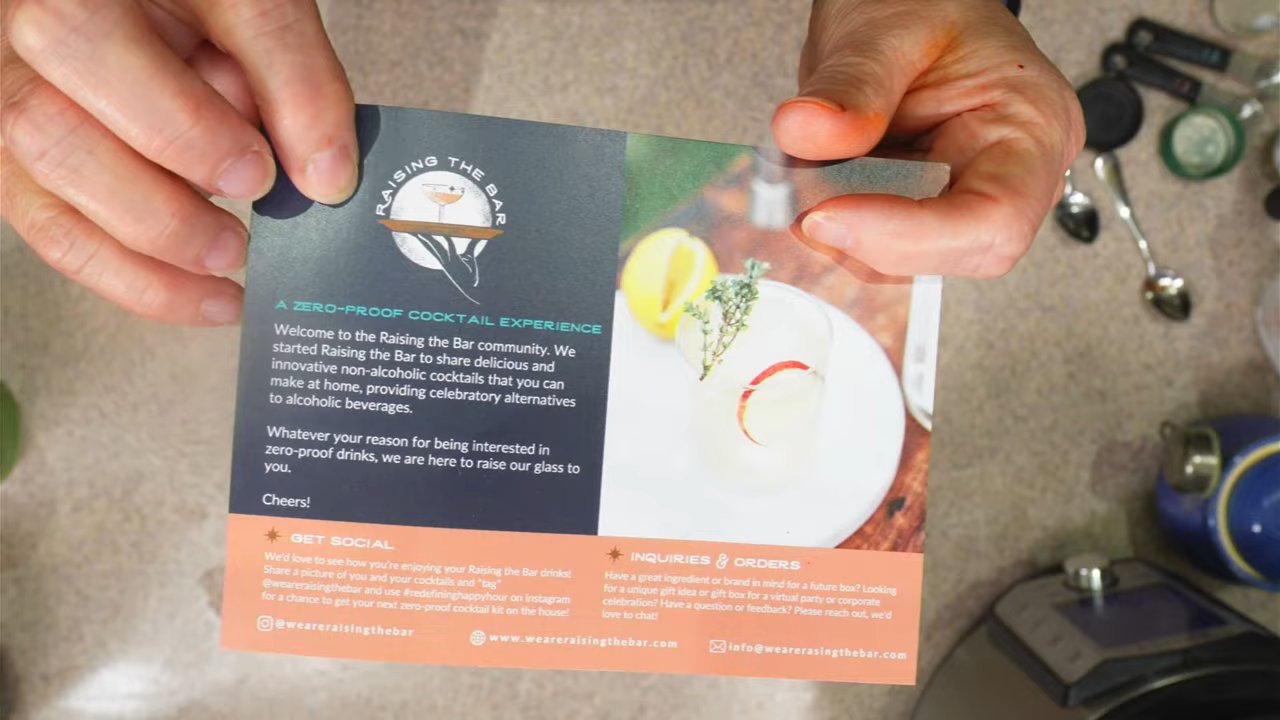 RAISING THE BAR
A ZERO-PROOF COCKTAIL EXPERIENCE
Welcome to the Raising the Bar community. We
started Raising the Bar to share delicious and
innovative non-alcoholic cocktails that you can
make at home, providing celebratory alternatives
to alcoholic beverages.
Whatever your reason for being interested in
zero-proof drinks, we are here to raise our glass to
you.
Cheers!
GET SOCIAL
We'd love to see how you're enjoying your Raising the Bar drinks!
Share a picture of you and your cocktails and "tag"
@weareraisingthebar and use #redefininghappyhour on Instagram
for a chance to get your next zero-proof cocktail kit on the house!
@weareraisingthebar
www.weareraisingthebar.com
INQUIRIES & ORDERS
Have a great ingredient or brand in mind for a future box? Looking
for a unique gift idea or gift box for a virtual party or corporate
celebration? Have a question or feedback? Please reach out, we'd
love to chat!
info@wearerasingthebar.com